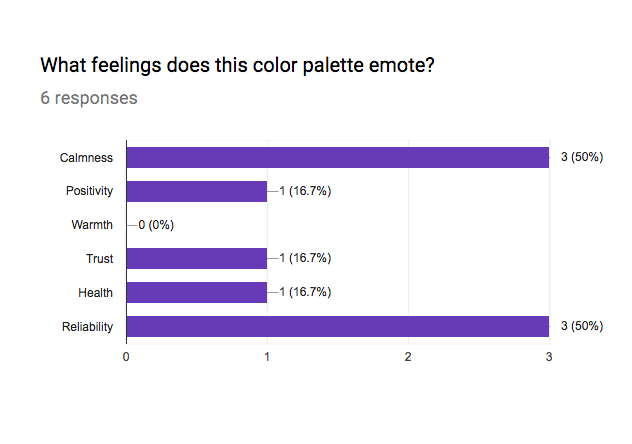 What feelings does this color palette emote?
6 responses
Calmness 3 (50%)
Positivity 1 (16.7%)
Warmth 0 (0%)
Trust 1 (16.7%)
Health 1 (16.7%)
Reliability 3 (50%)
0 1 2 3